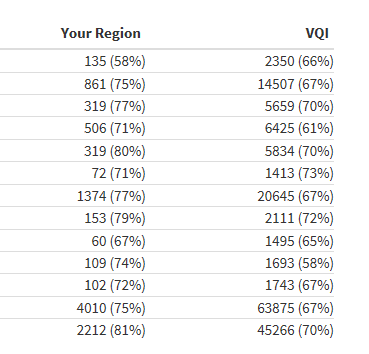 Your Region VQI
135 (58%) 2350 (66%)
861 (75%) 14507 (67%)
319 (77%) 5659 (70%)
506 (71%) 6425 (61%)
319 (80%) 5834 (70%)
72 (71%) 1413 (73%)
1374 (77%) 20645 (67%)
153 (79%) 2111 (72%)
60 (67%) 1495 (65%)
109 (74%) 1693 (58%)
102 (72%) 1743 (67%)
4010 (75%) 63875 (67%)
2212 (81%) 45266 (70%)